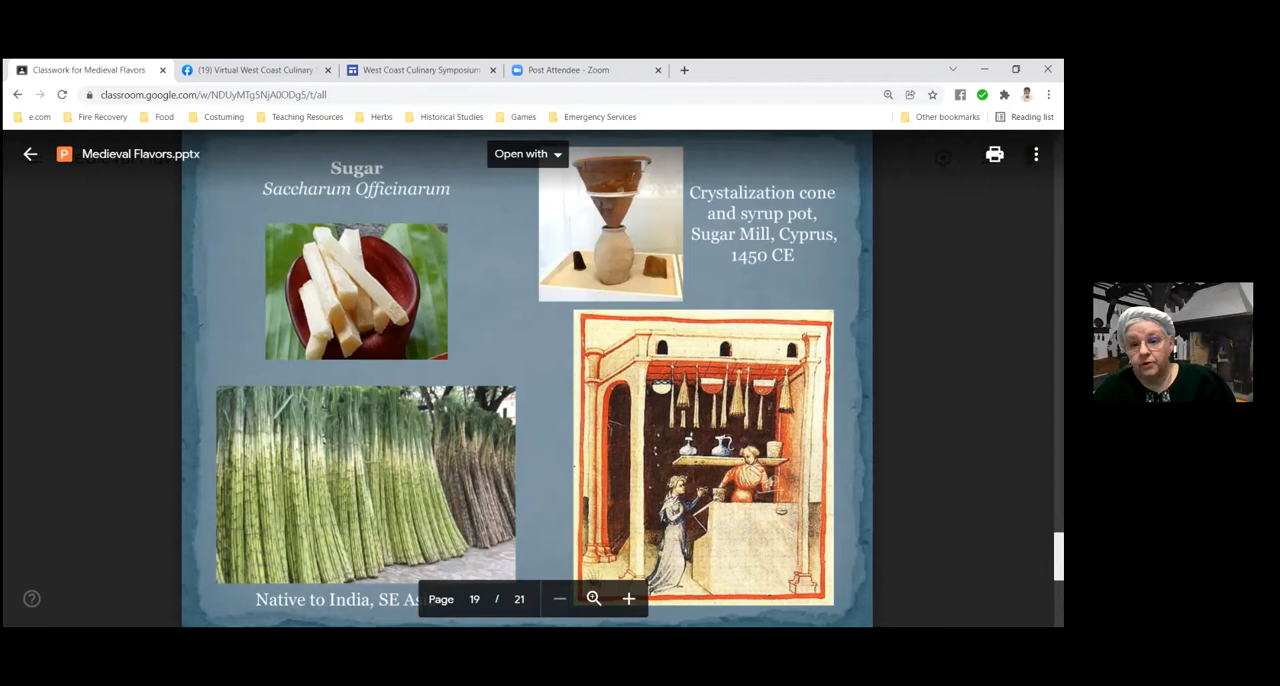 Classwork for Medieval Flavors
(19) Virtual West Coast Culinary
West Coast Culinary Symposium
Post Attendee - Zoom
classroom.google.com/w/NDUyMTg5NjA0ODg5/t/all
e.com
Fire Recovery
Food
Costuming
Teaching Resources
Herbs
Historical Studies
Games
Emergency Services
Other bookmarks
Reading list
Medieval Flavors.pptx
Open with
Sugar
Saccharum Officinarum
Crystalization cone
and syrup pot,
Sugar Mill, Cyprus,
1450 CE
Native to India, SE As
Page 19 / 21